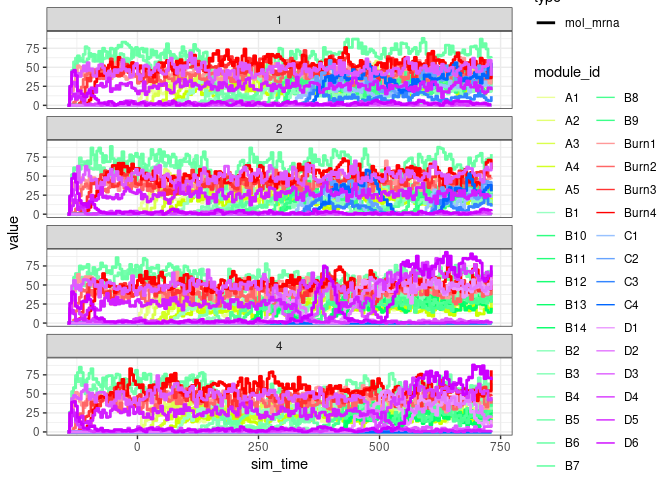 type
mol_mrna
module_id
A1
A2
A3
A4
A5
B1
B10
B11
B12
B13
B14
B2
B3
B4
B5
B6
B7
B8
B9
Burn1
Burn2
Burn3
Burn4
C1
C2
C3
C4
D1
D2
D3
D4
D5
D6
value
1
75
50
25
0
2
75
50
25
0
3
75
50
25
0
4
75
50
25
0
0 250 500 750
sim_time